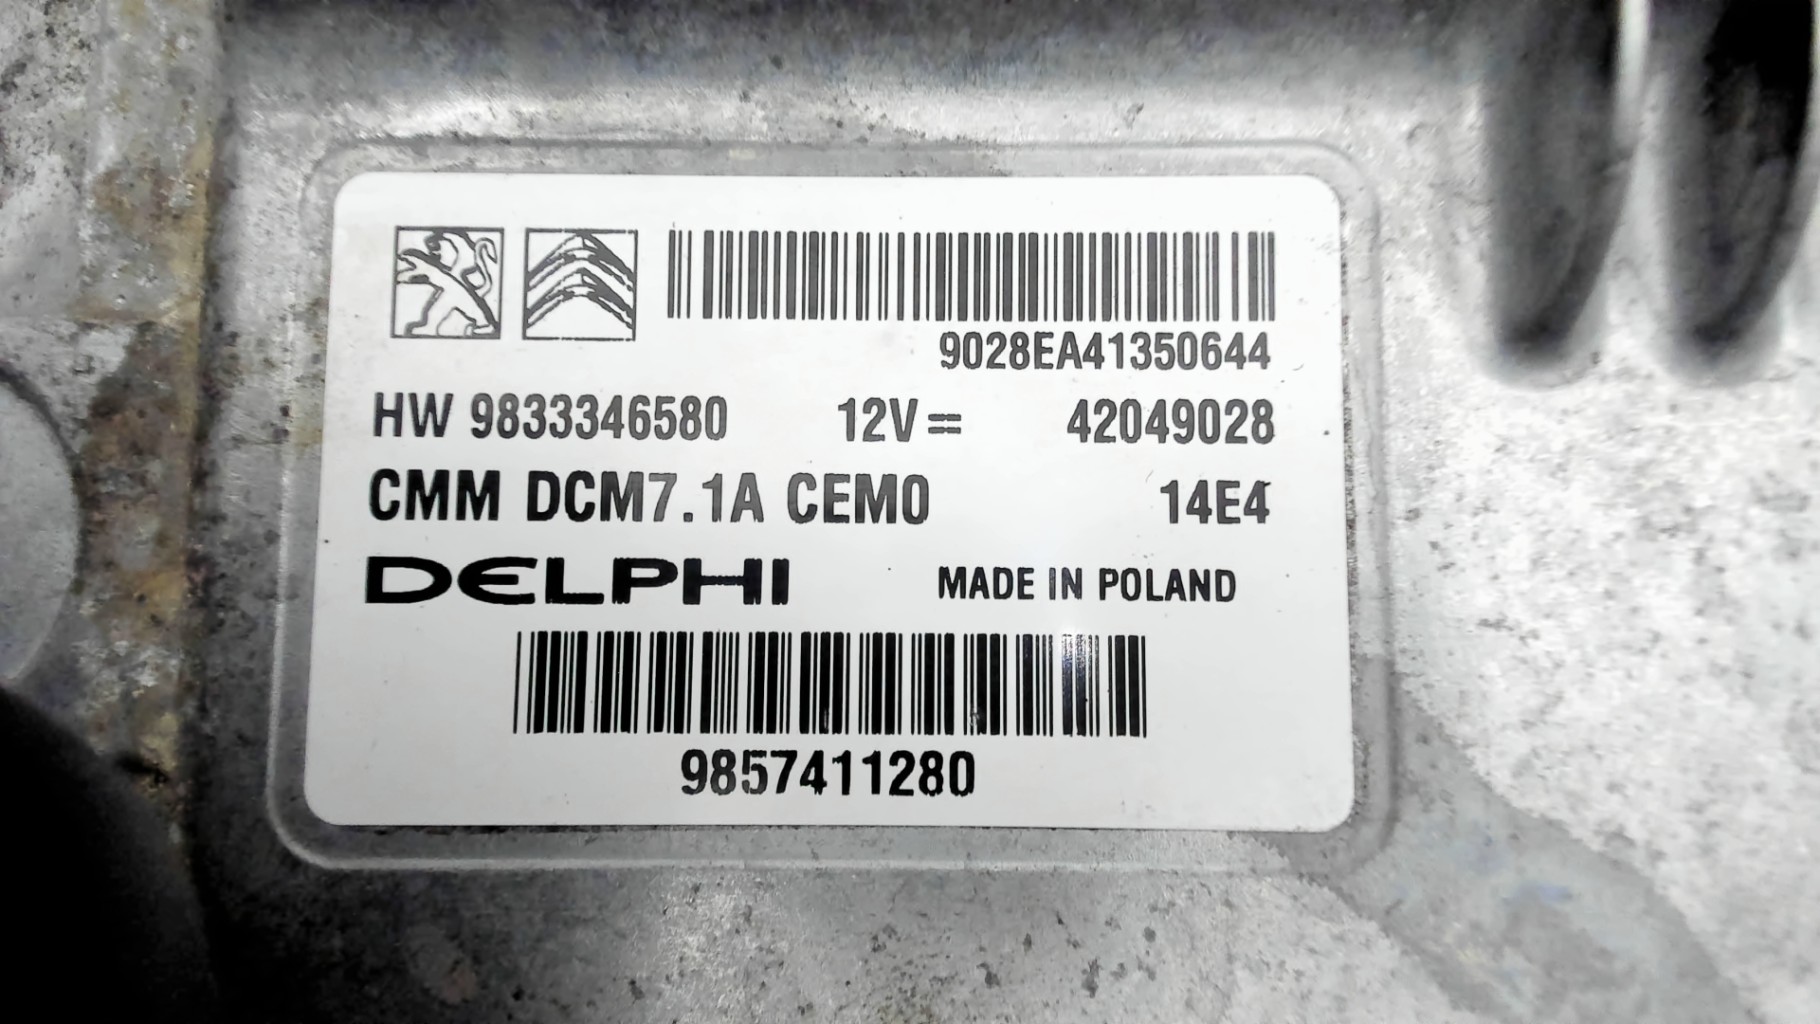 9028EA41350644
HW 9833346580 12V= 42049028
CMM DCM7.1A CEM0 14E4
DELPHI MADE IN POLAND
9857411280